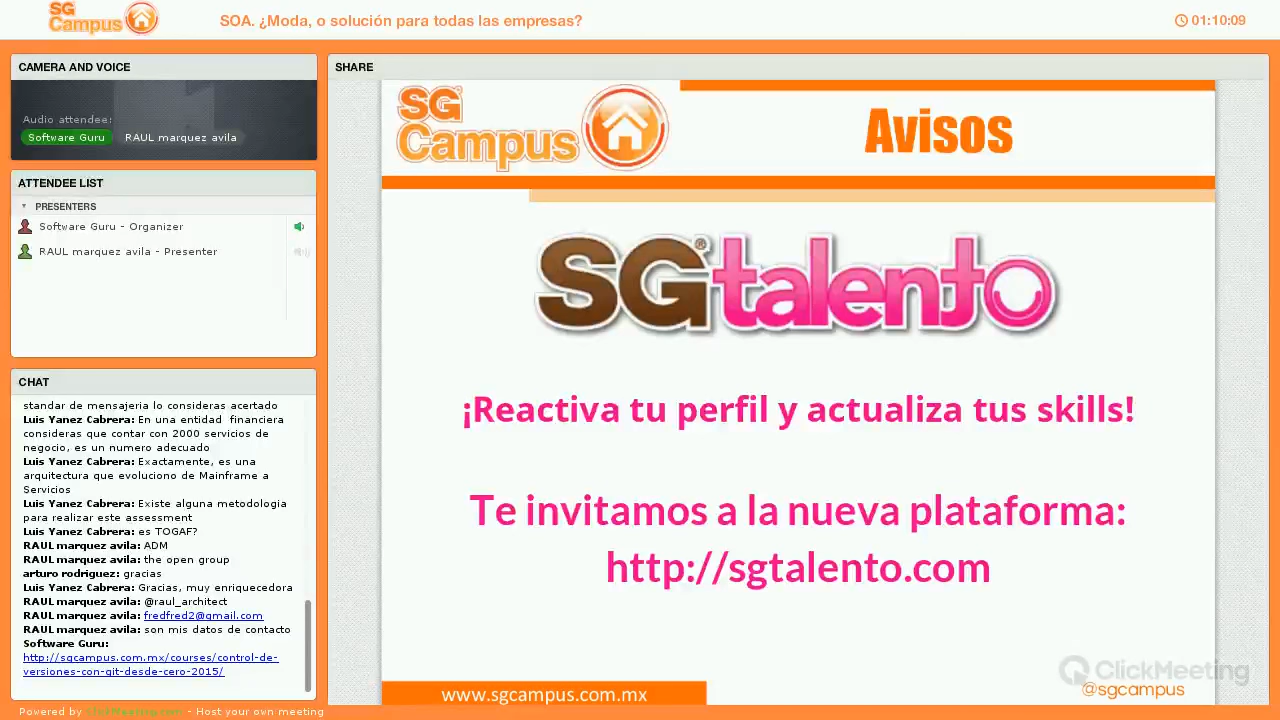 SG Campus
SOA. ¿Moda, o solución para todas las empresas?
01:10:09
CAMERA AND VOICE
Audio attendee:
Software Guru RAUL marquez avila
ATTENDEE LIST
PRESENTERS
Software Guru - Organizer
RAUL marquez avila - Presenter
CHAT
standar de mensajeria lo consideras acertado
Luis Yanez Cabrera: En una entidad financiera
consideras que contar con 2000 servicios de
negocio, es un numero adecuado
Luis Yanez Cabrera: Exactamente, es una
arquitectura que evoluciono de Mainframe a
Servicios
Luis Yanez Cabrera: Existe alguna metodologia
para realizar este assessment
Luis Yanez Cabrera: es TOGAF?
RAUL marquez avila: ADM
RAUL marquez avila: the open group
arturo rodriguez: gracias
Luis Yanez Cabrera: Gracias, muy enriquecedora
RAUL marquez avila: @raul_architect
RAUL marquez avila: fredfred2@gmail.com
RAUL marquez avila: son mis datos de contacto
Software Guru:
http://sgcampus.com.mx/courses/control-de-
versiones-con-git-desde-cero-2015/
Powered by ClickMeeting.com - Host your own meeting
SHARE
SG
Campus
Avisos
SG® talento
¡Reactiva tu perfil y actualiza tus skills!
Te invitamos a la nueva plataforma:
http://sgtalento.com
ClickMeeting
www.sgcampus.com.mx
@sgcampus